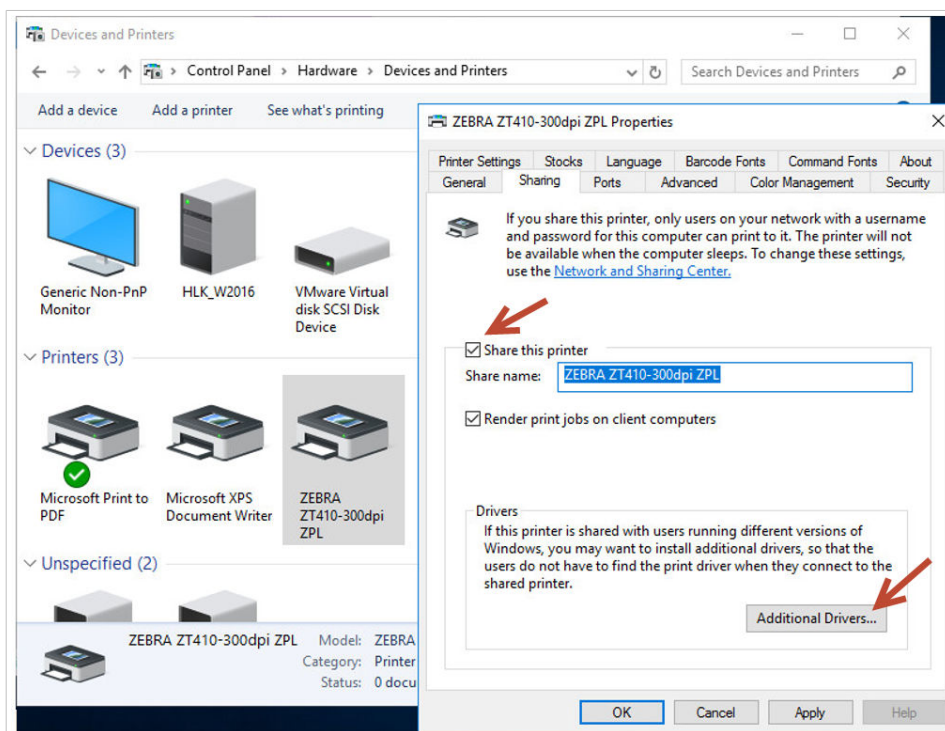 Devices and Printers
Control Panel > Hardware > Devices and Printers
Search Devices and Printers
Add a device Add a printer See what's printing
Devices (3)
Generic Non-PnP
Monitor
HLK_W2016
VMware Virtual
disk SCSI Disk
Device
Printers (3)
Microsoft Print to
PDF
Microsoft XPS
Document Writer
ZEBRA
ZT410-300dpi
ZPL
Unspecified (2)
ZEBRA ZT410-300dpi ZPL Model: ZEBRA
Category: Printer
Status: 0 docu
ZEBRA ZT410-300dpi ZPL Properties
Printer Settings Stocks Language Barcode Fonts Command Fonts About
General Sharing Ports Advanced Color Management Security
If you share this printer, only users on your network with a username
and password for this computer can print to it. The printer will not
be available when the computer sleeps. To change these settings,
use the Network and Sharing Center.
Share this printer
Share name: ZEBRA ZT410-300dpi ZPL
Render print jobs on client computers
Drivers
If this printer is shared with users running different versions of
Windows, you may want to install additional drivers, so that the
users do not have to find the print driver when they connect to the
shared printer.
Additional Drivers...
OK Cancel Apply Help